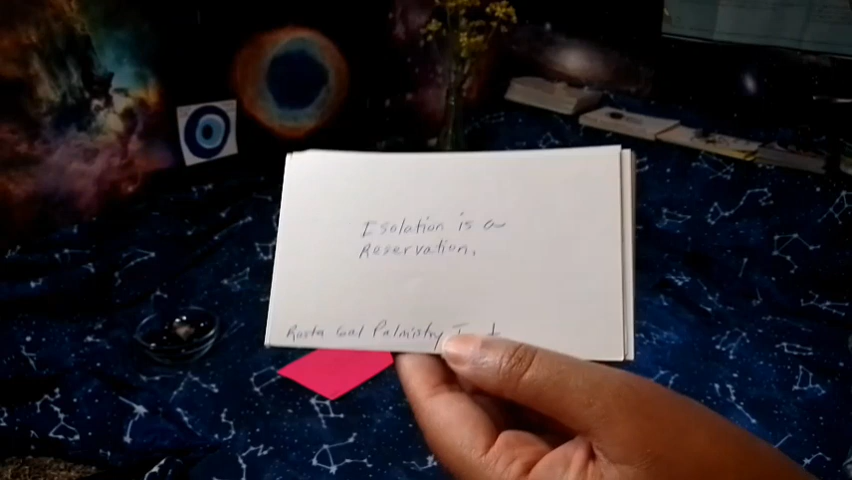 Isolation is a
Reservation.
Rasta Gal Palmistry